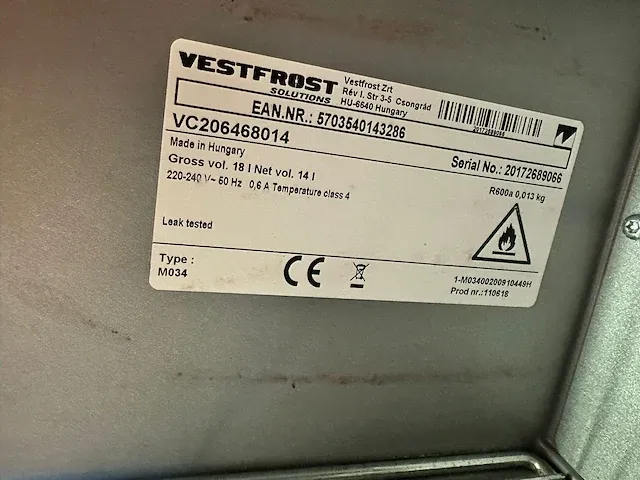 VESTFROST
SOLUTIONS
Vestfrost Zrt
Rév I. Str 3-5 Csongrád
HU-6640 Hungary
20172689066
EAN.NR.: 5703540143286
VC206468014
Serial No.: 20172689066
Made in Hungary
Gross vol. 18 l Net vol. 14 l
220-240 V~ 50 Hz 0,6 A Temperature class 4
R600a 0,013 kg
Leak tested
Type :
M034
CE
1-M03400200910449H
Prod nr.:110618